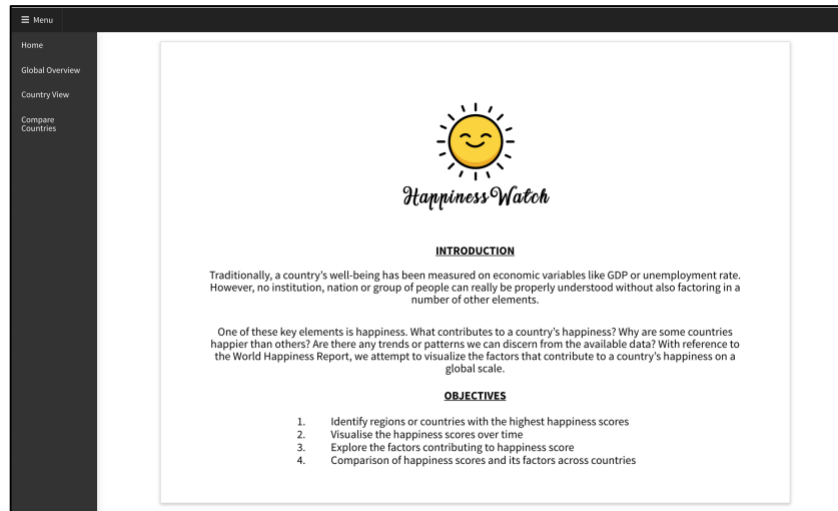 ☰ Menu
Home
Global Overview
Country View
Compare
Countries
Happiness Watch
INTRODUCTION
Traditionally, a country's well-being has been measured on economic variables like GDP or unemployment rate.
However, no institution, nation or group of people can really be properly understood without also factoring in a
number of other elements.
One of these key elements is happiness. What contributes to a country's happiness? Why are some countries
happier than others? Are there any trends or patterns we can discern from the available data? With reference to
the World Happiness Report, we attempt to visualize the factors that contribute to a country's happiness on a
global scale.
OBJECTIVES
1. Identify regions or countries with the highest happiness scores
2. Visualise the happiness scores over time
3. Explore the factors contributing to happiness score
4. Comparison of happiness scores and its factors across countries